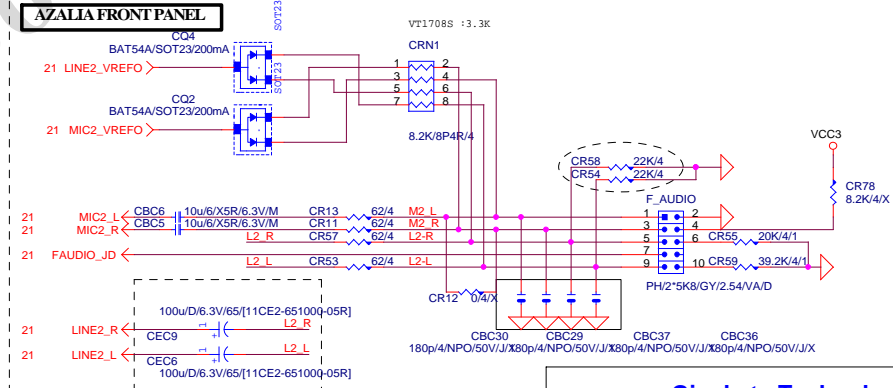 AZALIA FRONT PANEL
CQ4
BAT54A/SOT23/200mA
SOT23
21 LINE2_VREFO
CQ2
BAT54A/SOT23/200mA
SOT23
21 MIC2_VREFO
VT1708S :3.3K
CRN1
1 2
3 4
5 6
7 8
8.2K/8P4R/4
CR58 22K/4
CR54 22K/4
VCC3
CR78
8.2K/4/X
F_AUDIO
1 2
3 4
5 6
7
9 10
CR55 20K/4/1
CR59 39.2K/4/1
PH/2*5K8/GY/2.54/VA/D
21 MIC2_L CBC6 10u/6/X5R/6.3V/M CR13 62/4 M2_L
21 MIC2_R CBC5 10u/6/X5R/6.3V/M CR11 62/4 M2_R
L2_R CR57 62/4 L2-R
21 FAUDIO_JD
L2_L CR53 62/4 L2-L
CR12 0/4/X
100u/D/6.3V/65/[11CE2-651000-05R]
21 LINE2_R 1 + L2_R
CEC9
21 LINE2_L 1 + L2_L
CEC6
100u/D/6.3V/65/[11CE2-651000-05R]
CBC30 CBC29 CBC37 CBC36
180p/4/NPO/50V/J/X 180p/4/NPO/50V/J/X 180p/4/NPO/50V/J/X 180p/4/NPO/50V/J/X